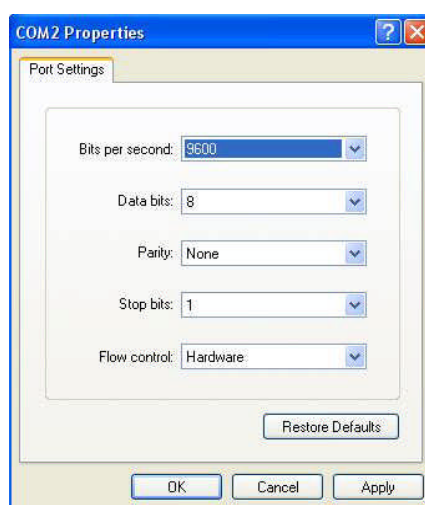 COM2 Properties
Port Settings
Bits per second: 9600
Data bits: 8
Parity: None
Stop bits: 1
Flow control: Hardware
Restore Defaults
OK Cancel Apply